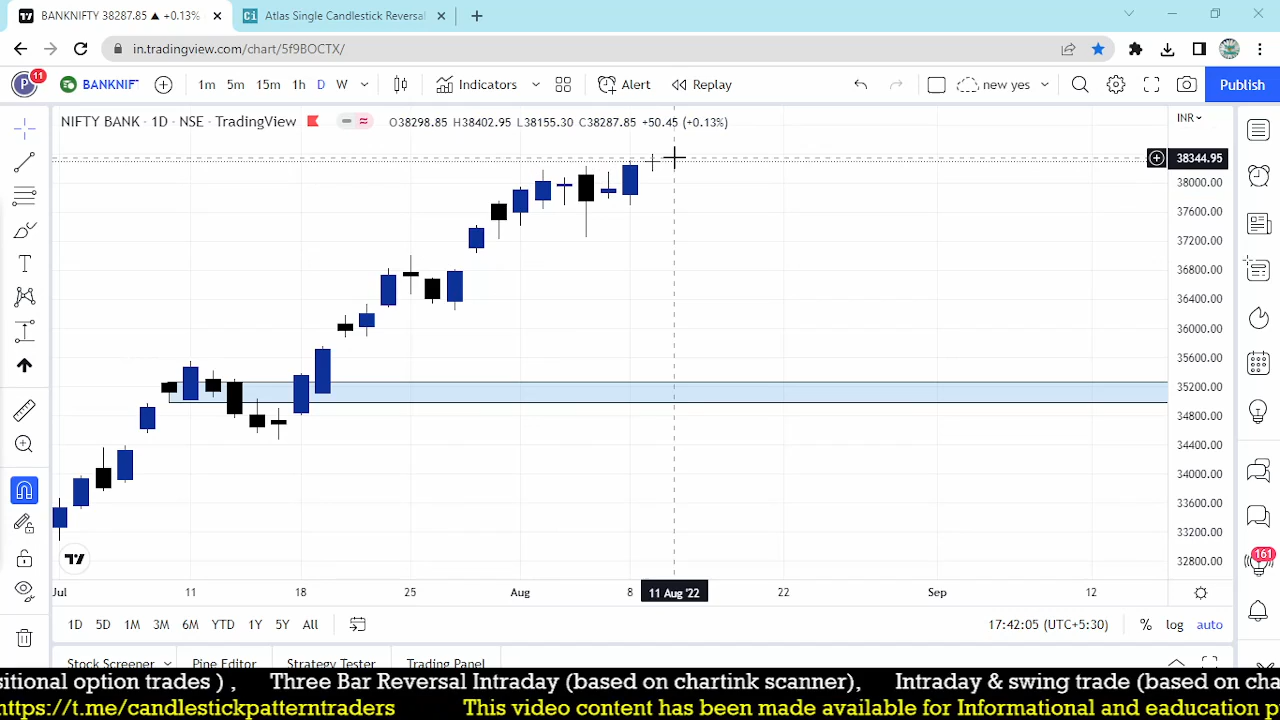 BANKNIFTY 38287.85 ▲ +0.13%
Atlas Single Candlestick Reversal
in.tradingview.com/chart/5f9BOCTX/
P 11 BANKNIF 1m 5m 15m 1h D W Indicators Alert Replay new yes Publish
NIFTY BANK · 1D · NSE · TradingView O38298.85 H38402.95 L38155.30 C38287.85 +50.45 (+0.13%) INR
38344.95
38000.00
37600.00
37200.00
36800.00
36400.00
36000.00
35600.00
35200.00
34800.00
34400.00
34000.00
33600.00
33200.00
32800.00
161
Jul 11 18 25 Aug 8 11 Aug '22 22 Sep 12
1D 5D 1M 3M 6M YTD 1Y 5Y All 17:42:05 (UTC+5:30) % log auto
Stock Screener Pine Editor Strategy Tester Trading Panel
sitional option trades ) , Three Bar Reversal Intraday (based on chartink scanner), Intraday & swing trade (based on cha
https://t.me/candlestickpatterntraders This video content has been made available for Informational and eaducation p